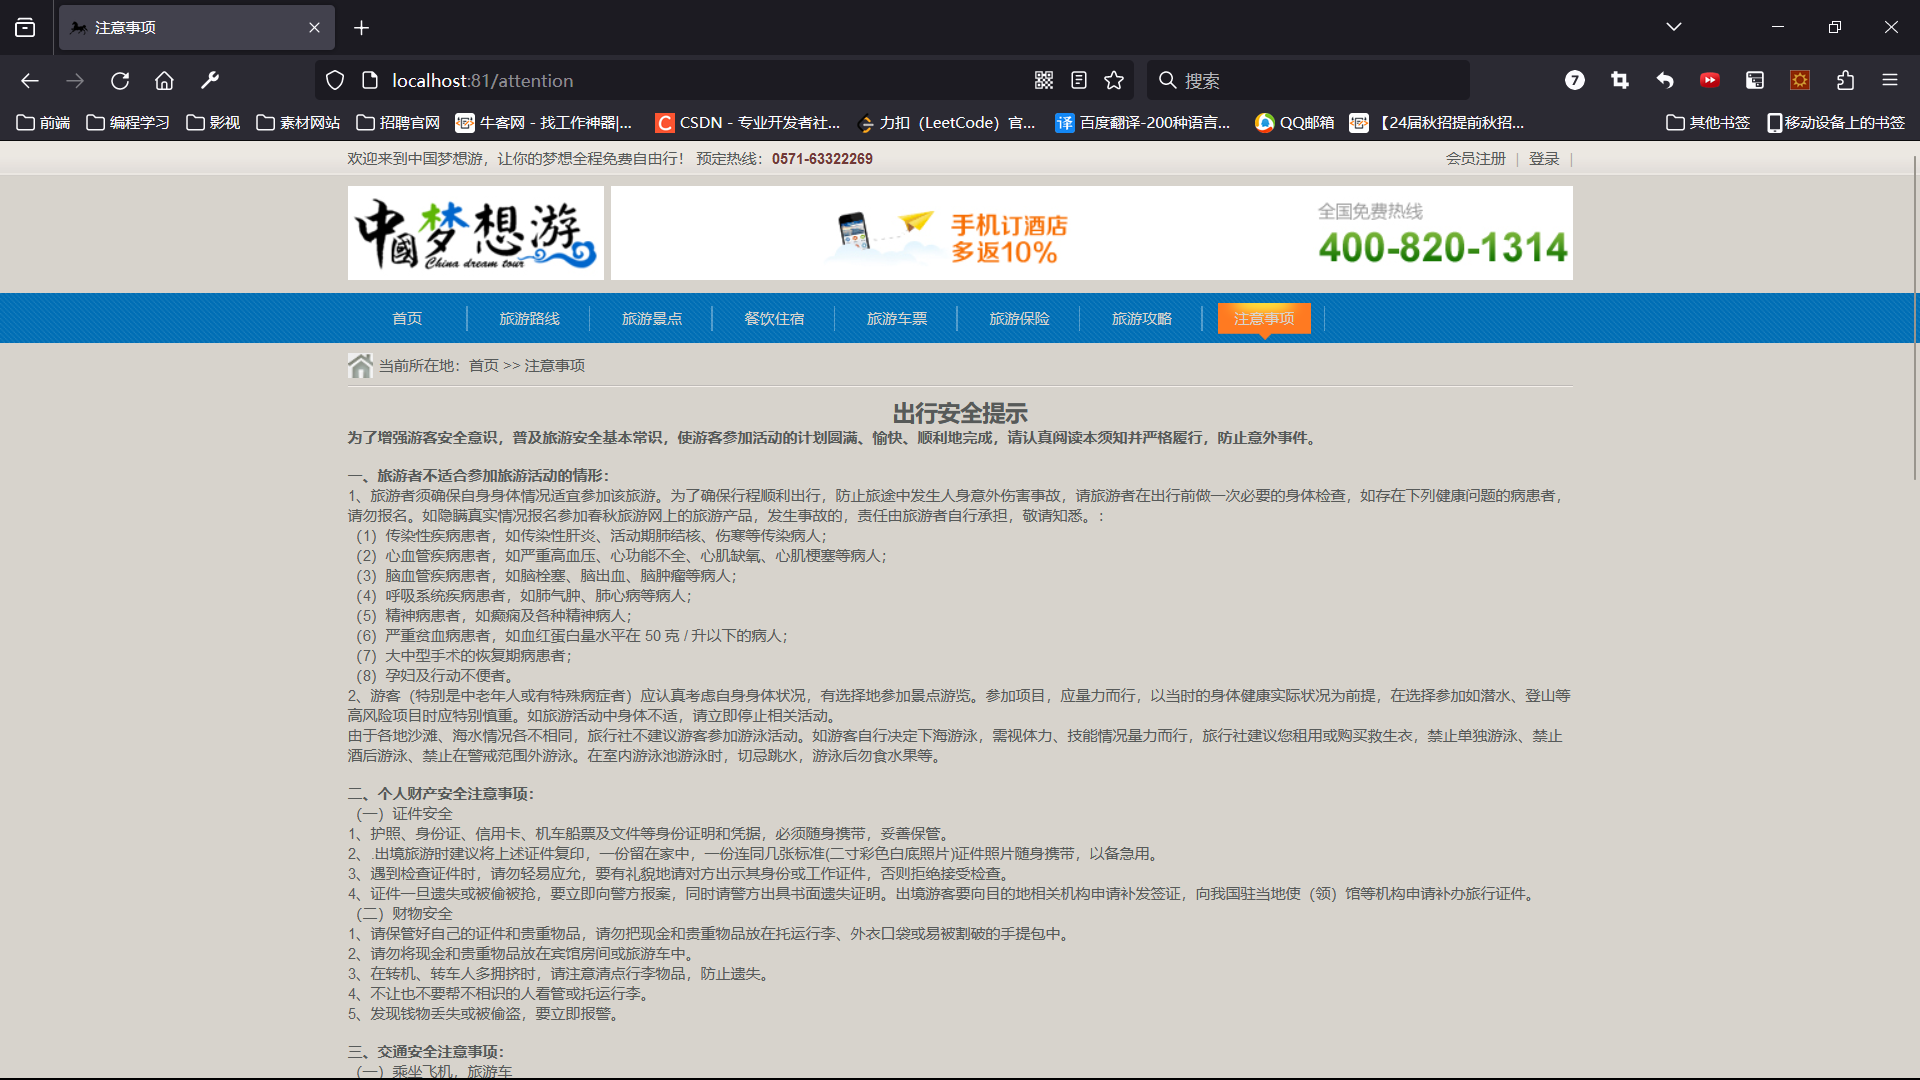 注意事项
localhost:81/attention
搜索
前端 编程学习 影视 素材网站 招聘官网 牛客网 - 找工作神器|... CSDN - 专业开发者社... 力扣（LeetCode）官... 百度翻译-200种语言... QQ邮箱 【24届秋招提前秋招... 其他书签 移动设备上的书签
欢迎来到中国梦想游，让你的梦想全程免费自由行！ 预定热线：0571-63322269 会员注册 | 登录 |
中國梦想游
China dream tour
手机订酒店
多返10%
全国免费热线
400-820-1314
首页 旅游路线 旅游景点 餐饮住宿 旅游车票 旅游保险 旅游攻略 注意事项
当前所在地：首页 >> 注意事项
出行安全提示
为了增强游客安全意识，普及旅游安全基本常识，使游客参加活动的计划圆满、愉快、顺利地完成，请认真阅读本须知并严格履行，防止意外事件。
一、旅游者不适合参加旅游活动的情形：
1、旅游者须确保自身身体情况适宜参加该旅游。为了确保行程顺利出行，防止旅途中发生人身意外伤害事故，请旅游者在出行前做一次必要的身体检查，如存在下列健康问题的病患者，
请勿报名。如隐瞒真实情况报名参加春秋旅游网上的旅游产品，发生事故的，责任由旅游者自行承担，敬请知悉。：
（1）传染性疾病患者，如传染性肝炎、活动期肺结核、伤寒等传染病人；
（2）心血管疾病患者，如严重高血压、心功能不全、心肌缺氧、心肌梗塞等病人；
（3）脑血管疾病患者，如脑栓塞、脑出血、脑肿瘤等病人；
（4）呼吸系统疾病患者，如肺气肿、肺心病等病人；
（5）精神病患者，如癫痫及各种精神病人；
（6）严重贫血病患者，如血红蛋白量水平在 50 克 / 升以下的病人；
（7）大中型手术的恢复期病患者；
（8）孕妇及行动不便者。
2、游客（特别是中老年人或有特殊病症者）应认真考虑自身身体状况，有选择地参加景点游览。参加项目，应量力而行，以当时的身体健康实际状况为前提，在选择参加如潜水、登山等
高风险项目时应特别慎重。如旅游活动中身体不适，请立即停止相关活动。
由于各地沙滩、海水情况各不相同，旅行社不建议游客参加游泳活动。如游客自行决定下海游泳，需视体力、技能情况量力而行，旅行社建议您租用或购买救生衣，禁止单独游泳、禁止
酒后游泳、禁止在警戒范围外游泳。在室内游泳池游泳时，切忌跳水，游泳后勿食水果等。
二、个人财产安全注意事项：
（一）证件安全
1、护照、身份证、信用卡、机车船票及文件等身份证明和凭据，必须随身携带，妥善保管。
2、.出境旅游时建议将上述证件复印，一份留在家中，一份连同几张标准(二寸彩色白底照片)证件照片随身携带，以备急用。
3、遇到检查证件时，请勿轻易应允，要有礼貌地请对方出示其身份或工作证件，否则拒绝接受检查。
4、证件一旦遗失或被偷被抢，要立即向警方报案，同时请警方出具书面遗失证明。出境游客要向目的地相关机构申请补发签证，向我国驻当地使（领）馆等机构申请补办旅行证件。
（二）财物安全
1、请保管好自己的证件和贵重物品，请勿把现金和贵重物品放在托运行李、外衣口袋或易被割破的手提包中。
2、请勿将现金和贵重物品放在宾馆房间或旅游车中。
3、在转机、转车人多拥挤时，请注意清点行李物品，防止遗失。
4、不让也不要帮不相识的人看管或托运行李。
5、发现钱物丢失或被偷盗，要立即报警。
三、交通安全注意事项：
（一）乘坐飞机，旅游车